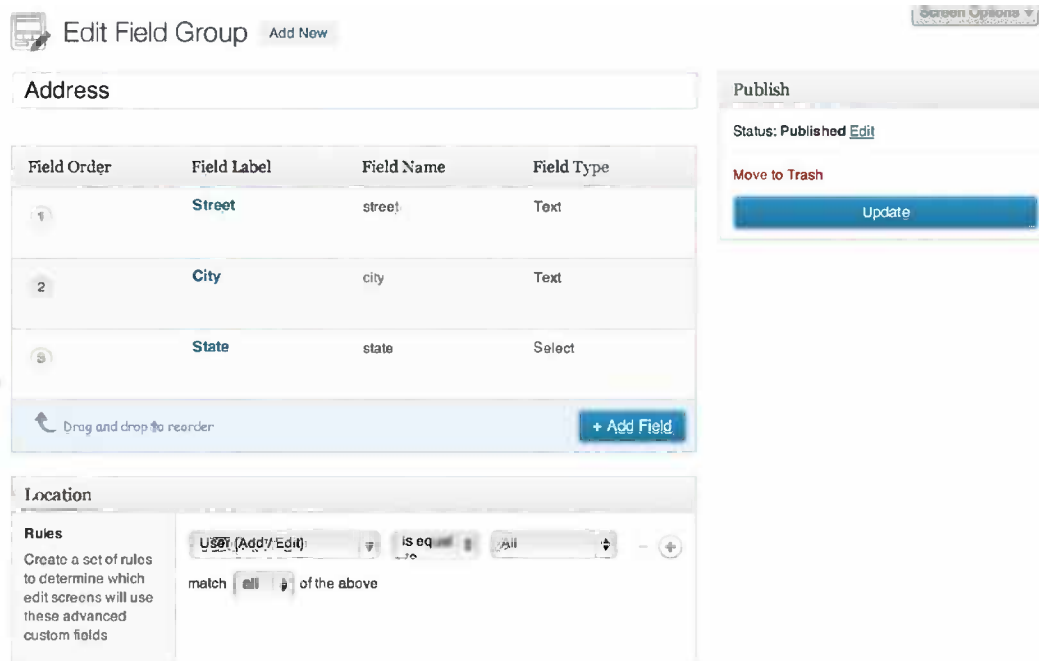 Edit Field Group Add New
Screen Options
Address
Field Order Field Label Field Name Field Type
1 Street street Text
2 City city Text
3 State state Select
Drag and drop to reorder
+ Add Field
Location
Rules
Create a set of rules
to determine which
edit screens will use
these advanced
custom fields
User (Add / Edit) is equal All
match all of the above
Publish
Status: Published Edit
Move to Trash
Update